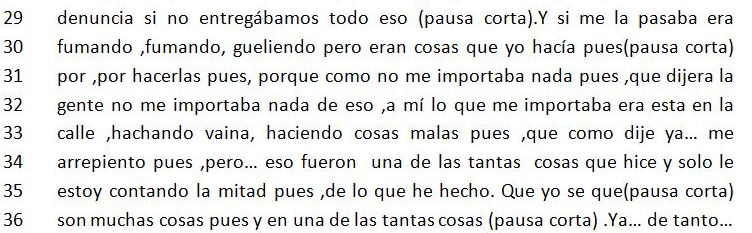 29 denuncia si no entregábamos todo eso (pausa corta).Y si me la pasaba era
30 fumando ,fumando, gueliendo pero eran cosas que yo hacía pues(pausa corta)
31 por ,por hacerlas pues, porque como no me importaba nada pues ,que dijera la
32 gente no me importaba nada de eso ,a mí lo que me importaba era esta en la
33 calle ,hachando vaina, haciendo cosas malas pues ,que como dije ya... me
34 arrepiento pues ,pero... eso fueron una de las tantas cosas que hice y solo le
35 estoy contando la mitad pues ,de lo que he hecho. Que yo se que(pausa corta)
36 son muchas cosas pues y en una de las tantas cosas (pausa corta) .Ya... de tanto...